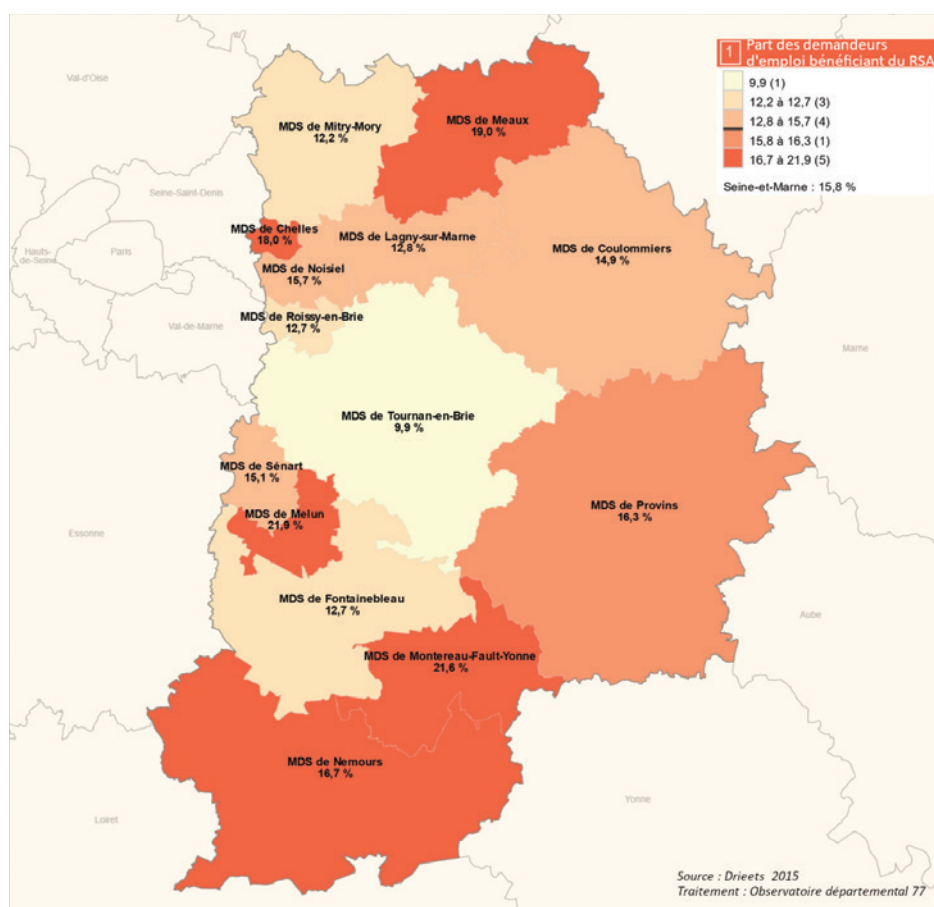 1 Part des demandeurs
d'emploi bénéficiant du RSA
9,9 (1)
12,2 à 12,7 (3)
12,8 à 15,7 (4)
15,8 à 16,3 (1)
16,7 à 21,9 (5)
Seine-et-Marne : 15,8 %
Val-d'Oise
MDS de Mitry-Mory
12,2 %
MDS de Meaux
19,0 %
Seine-Saint-Denis
MDS de Chelles
18,0 %
MDS de Lagny-sur-Marne
12,8 %
MDS de Coulommiers
14,9 %
Hauts-
de-Seine
Paris
MDS de Noisiel
15,7 %
MDS de Roissy-en-Brie
12,7 %
Val-de-Marne
Marne
MDS de Tournan-en-Brie
9,9 %
MDS de Sénart
15,1 %
MDS de Melun
21,9 %
MDS de Provins
16,3 %
Essonne
MDS de Fontainebleau
12,7 %
Aube
MDS de Montereau-Fault-Yonne
21,6 %
MDS de Nemours
16,7 %
Loiret
Yonne
Source : Drieets 2015
Traitement : Observatoire départemental 77